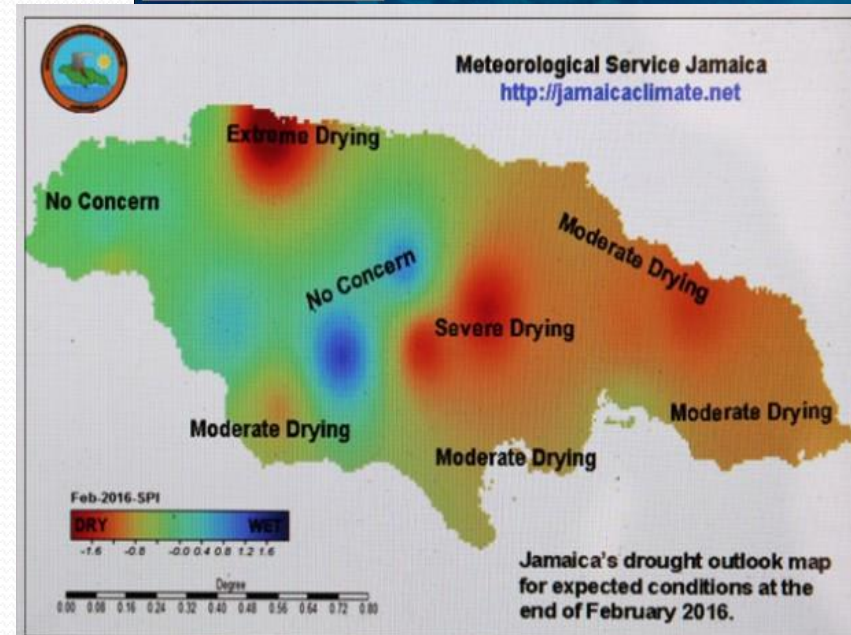 Meteorological Service Jamaica
http://jamaicaclimate.net
Extreme Drying
No Concern
Moderate Drying
No Concern
Severe Drying
Moderate Drying
Moderate Drying
Moderate Drying
Feb-2016-SPI
DRY WET
-1.6 -0.8 -0.0 0.4 0.8 1.2 1.6
Degree
0.00 0.08 0.16 0.24 0.32 0.40 0.48 0.56 0.64 0.72 0.80
Jamaica's drought outlook map
for expected conditions at the
end of February 2016.